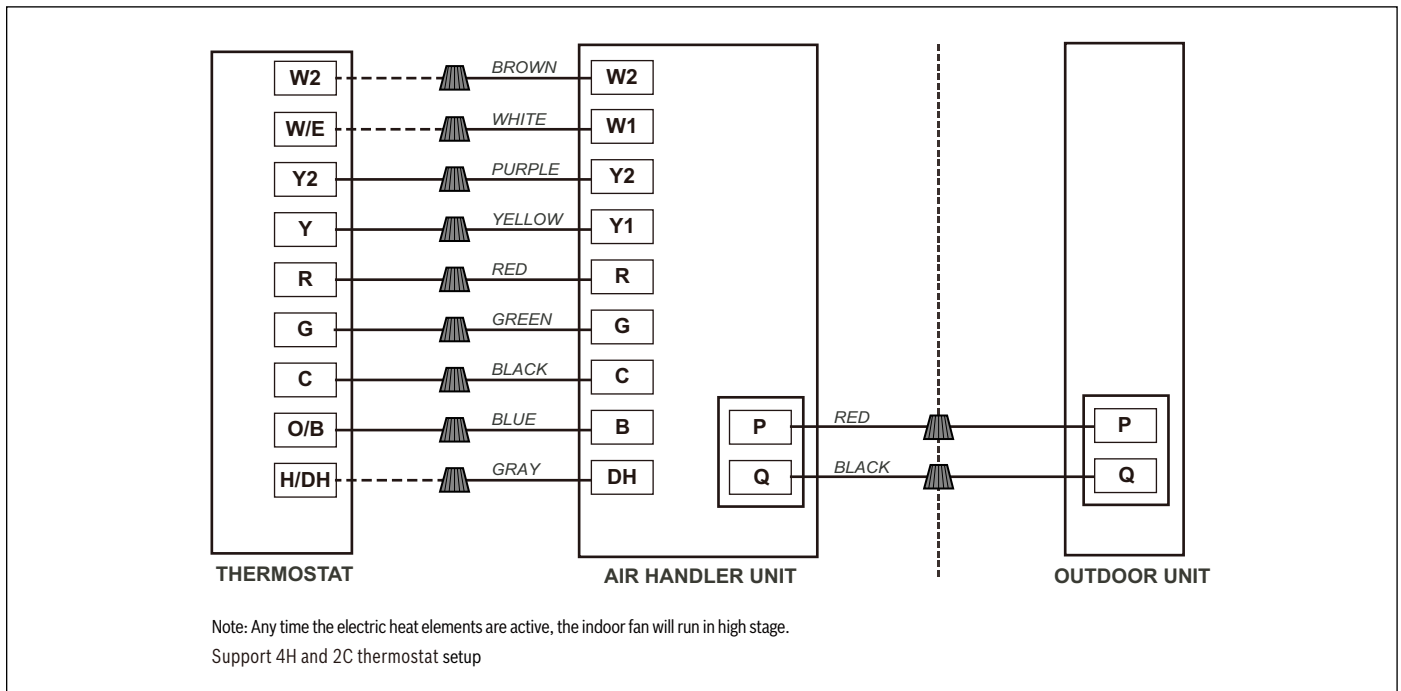 W2 BROWN W2
W/E WHITE W1
Y2 PURPLE Y2
Y YELLOW Y1
R RED R
G GREEN G
C BLACK C
O/B BLUE B P RED P
H/DH GRAY DH Q BLACK Q
THERMOSTAT AIR HANDLER UNIT OUTDOOR UNIT
Note: Any time the electric heat elements are active, the indoor fan will run in high stage.
Support 4H and 2C thermostat setup